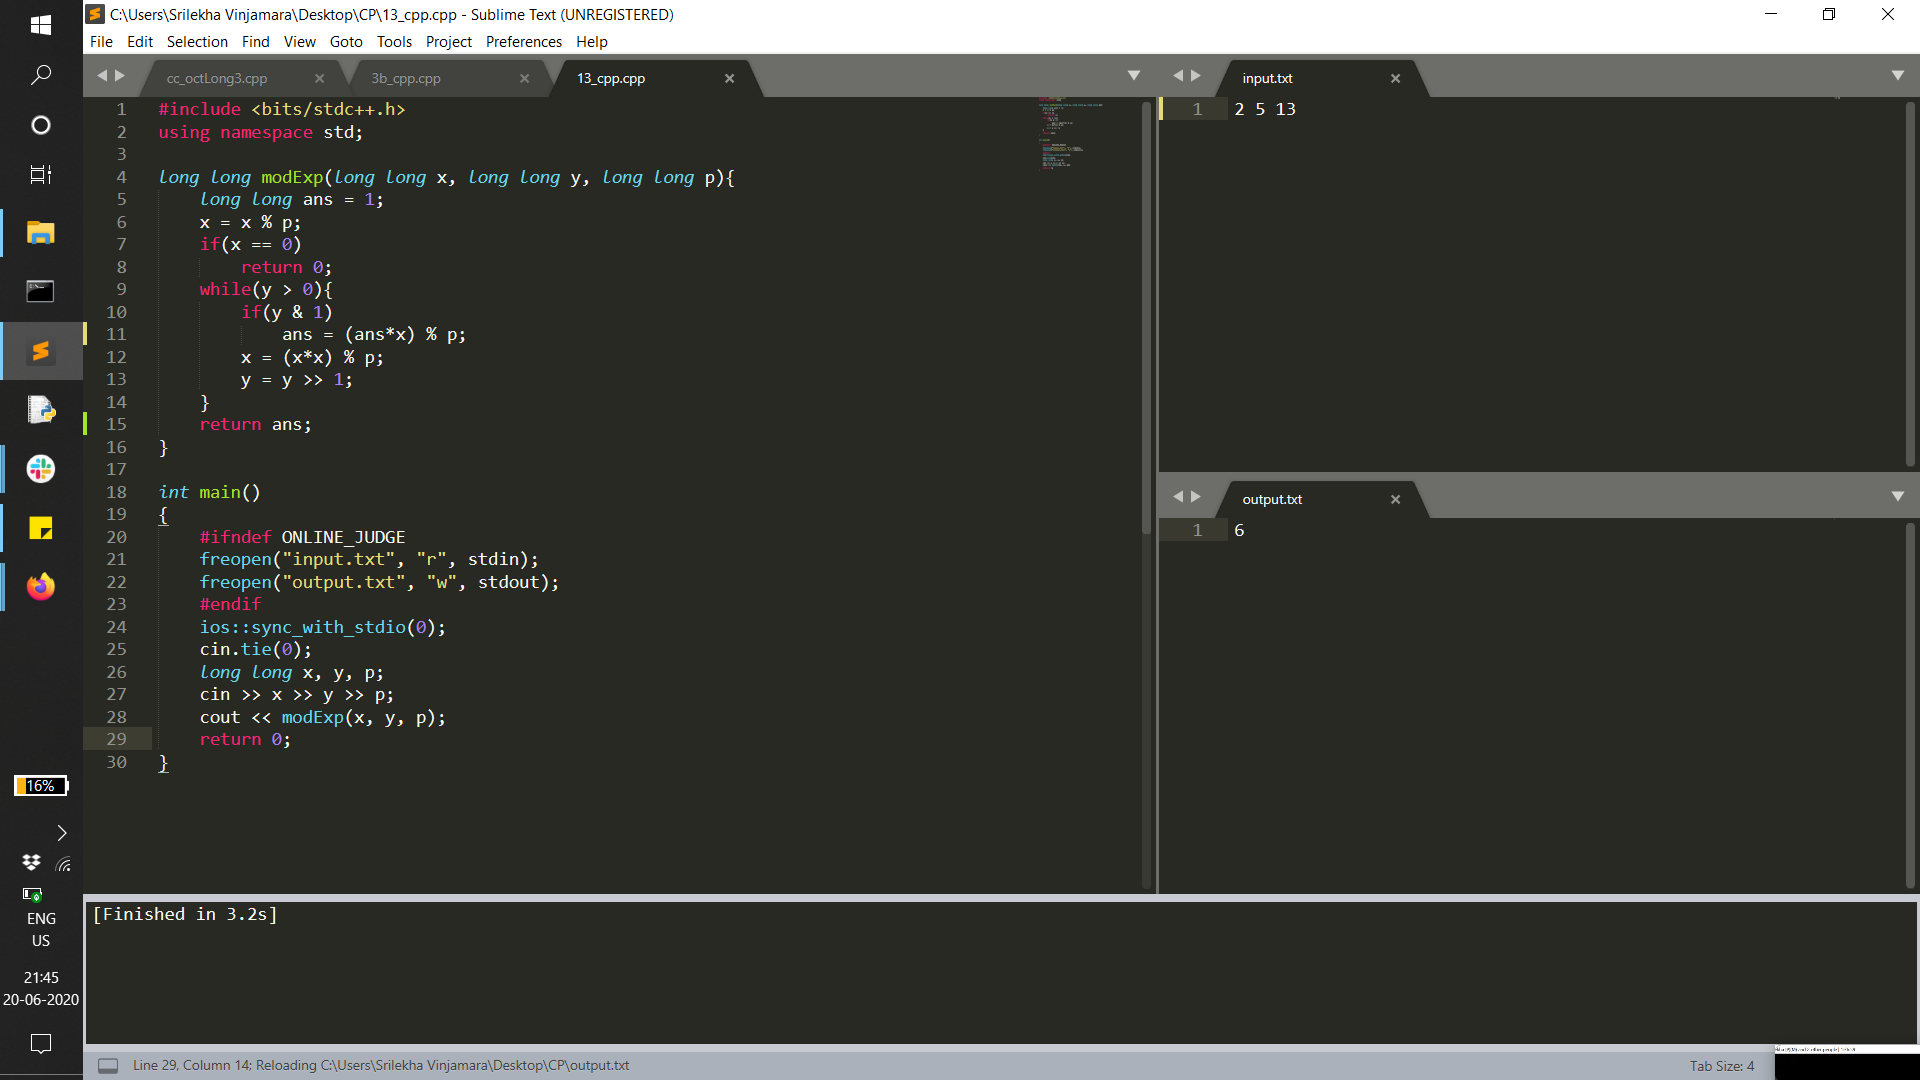 C:\Users\Srilekha Vinjamara\Desktop\CP\13_cpp.cpp - Sublime Text (UNREGISTERED)
File Edit Selection Find View Goto Tools Project Preferences Help
cc_octLong3.cpp 3b_cpp.cpp 13_cpp.cpp
1 #include <bits/stdc++.h>
2 using namespace std;
3
4 long long modExp(long long x, long long y, long long p){
5 long long ans = 1;
6 x = x % p;
7 if(x == 0)
8 return 0;
9 while(y > 0){
10 if(y & 1)
11 ans = (ans*x) % p;
12 x = (x*x) % p;
13 y = y >> 1;
14 }
15 return ans;
16 }
17
18 int main()
19 {
20 #ifndef ONLINE_JUDGE
21 freopen("input.txt", "r", stdin);
22 freopen("output.txt", "w", stdout);
23 #endif
24 ios::sync_with_stdio(0);
25 cin.tie(0);
26 long long x, y, p;
27 cin >> x >> y >> p;
28 cout << modExp(x, y, p);
29 return 0;
30 }
input.txt
1 2 5 13
output.txt
1 6
[Finished in 3.2s]
Line 29, Column 14; Reloading C:\Users\Srilekha Vinjamara\Desktop\CP\output.txt
Tab Size: 4
16%
ENG
US
21:45
20-06-2020